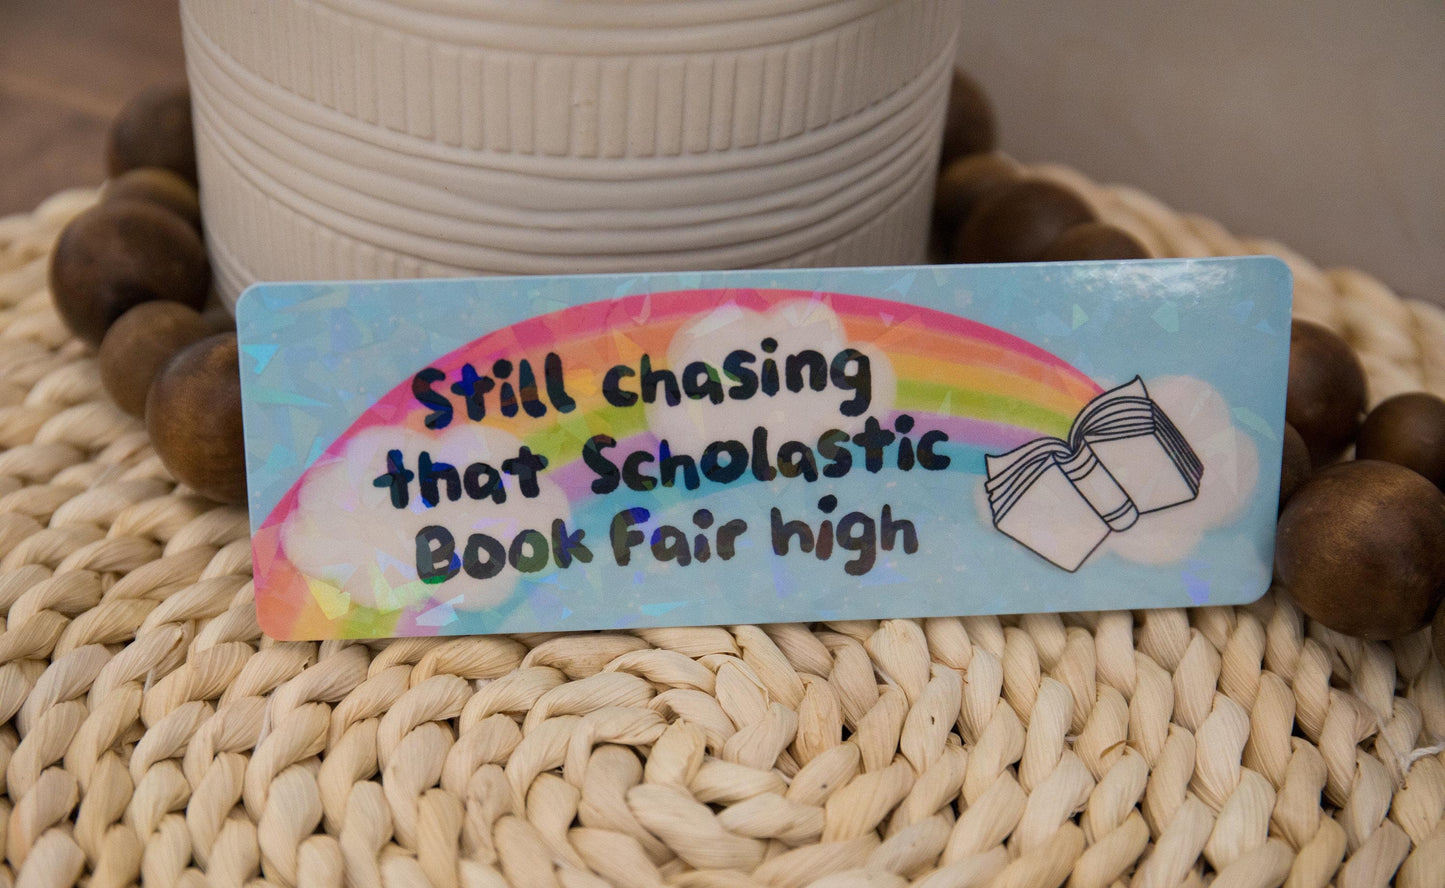 Still chasing
that Scholastic
Book Fair high